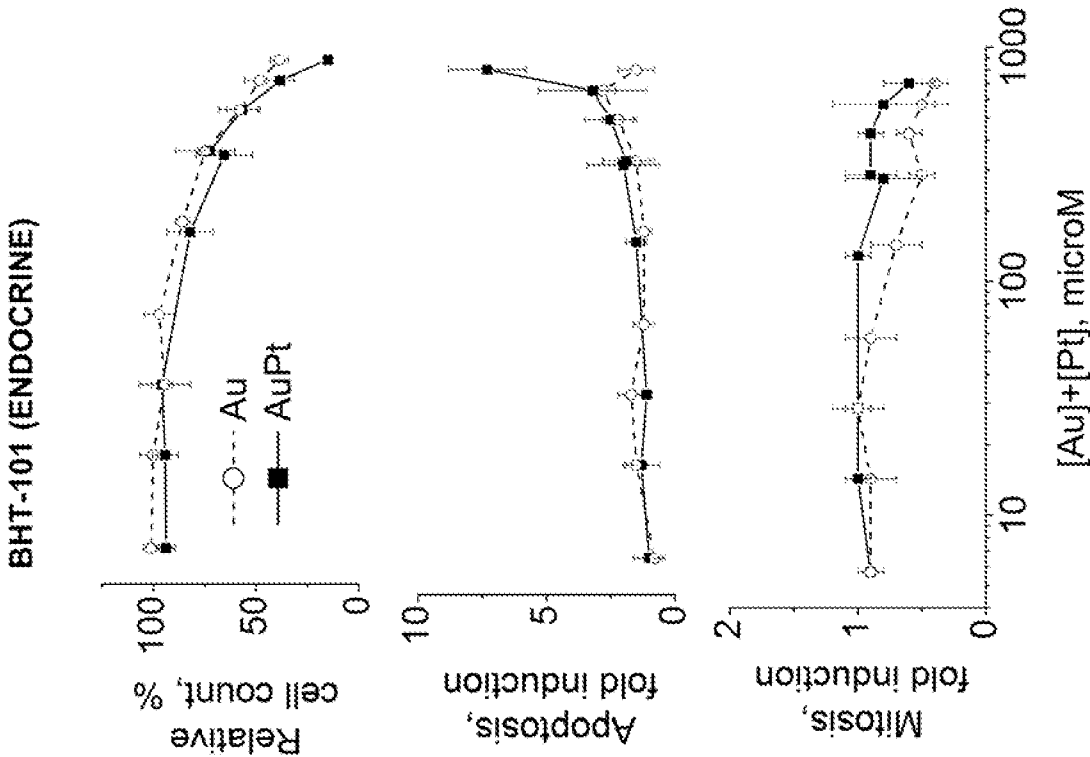 BHT-101 (ENDOCRINE)
Relative
cell count, %
100
50
0
Au
AuPt
Apoptosis,
fold induction
10
5
0
Mitosis,
fold induction
2
1
0
10
100
1000
[Au]+[Pt], microM